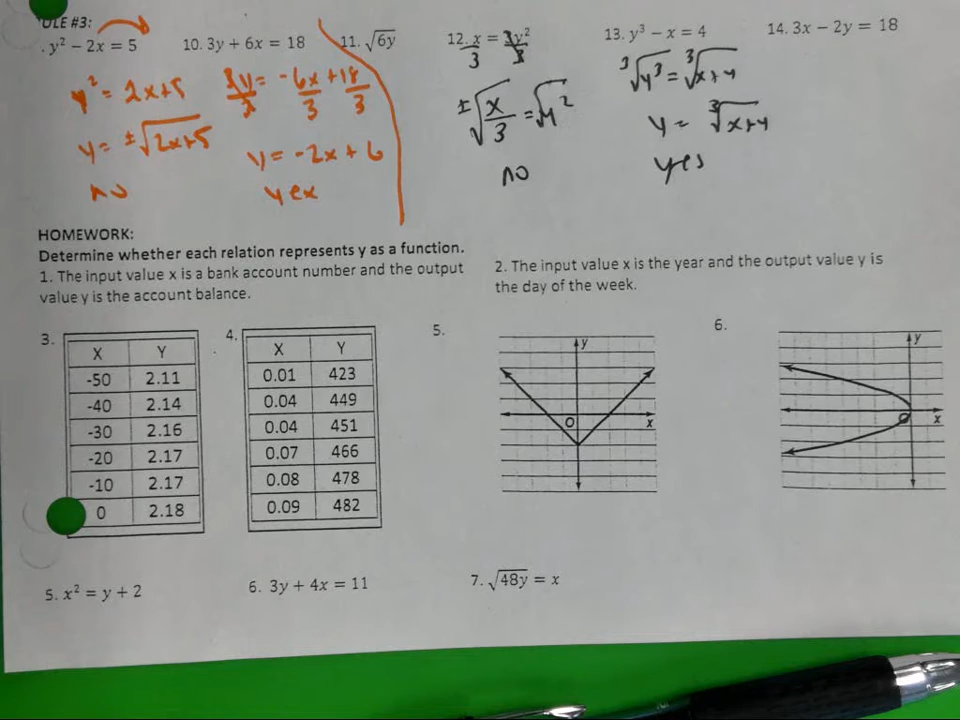 ULE #3:
. y² − 2x = 5
y² = 2x+5
y = ±√2x+5
no
10. 3y + 6x = 18
3y/3 = -6x/3 + 18/3
y = -2x + 6
yex
11. √6y
12. x = 3y²
3 3
±√x/3 = √y²
no
13. y³ − x = 4
³√y³ = ³√x+4
y = ³√x+4
yes
14. 3x − 2y = 18
HOMEWORK:
Determine whether each relation represents y as a function.
1. The input value x is a bank account number and the output
value y is the account balance.
2. The input value x is the year and the output value y is
the day of the week.
3.
X Y
-50 2.11
-40 2.14
-30 2.16
-20 2.17
-10 2.17
0 2.18
4.
X Y
0.01 423
0.04 449
0.04 451
0.07 466
0.08 478
0.09 482
5.
y
O
x
6.
y
O
x
5. x² = y + 2
6. 3y + 4x = 11
7. √48y = x